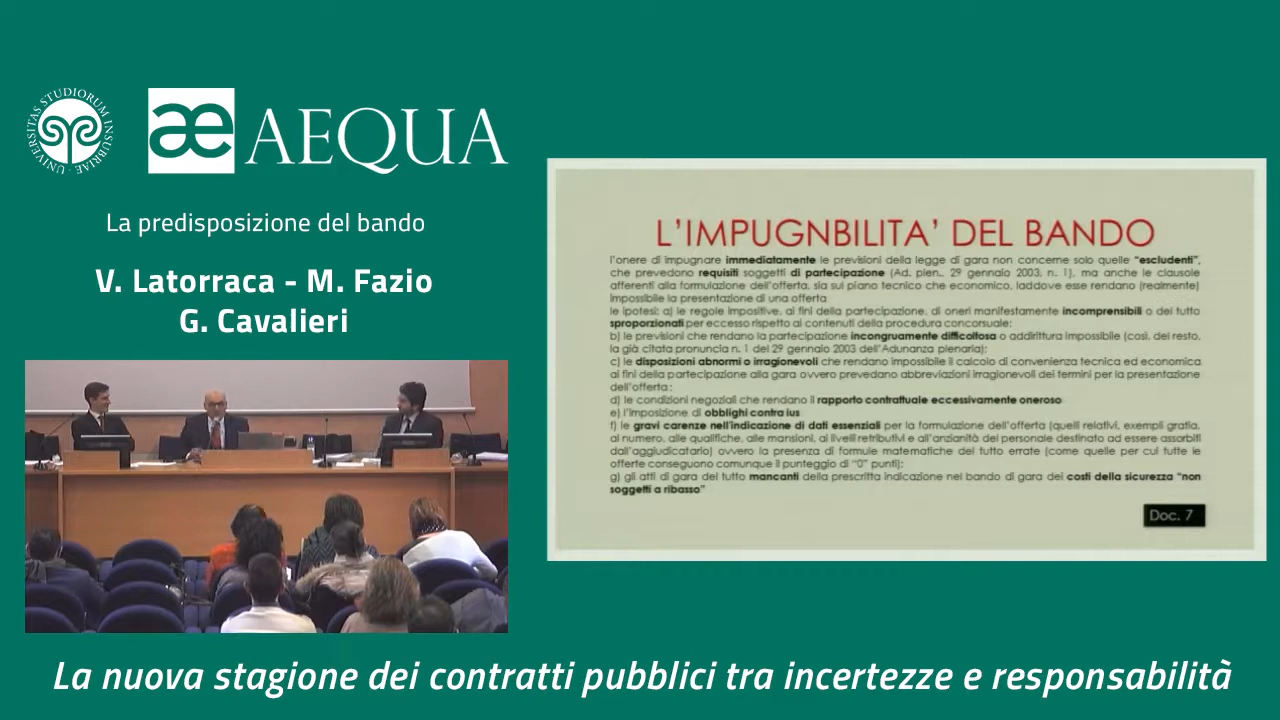 UNIVERSITAS STUDIORUM INSUBRIAE
æ AEQUA
La predisposizione del bando
V. Latorraca - M. Fazio
G. Cavalieri
L'IMPUGNBILITA' DEL BANDO
l'onere di impugnare immediatamente le previsioni della legge di gara non concerne solo quelle "escludenti",
che prevedono requisiti soggetti di partecipazione (Ad. plen., 29 gennaio 2003, n. 1), ma anche le clausole
afferenti alla formulazione dell'offerta, sia sul piano tecnico che economico, laddove esse rendano (realmente)
impossibile la presentazione di una offerta
le ipotesi: a) le regole impositive, ai fini della partecipazione, di oneri manifestamente incomprensibili o del tutto
sproporzionati per eccesso rispetto ai contenuti della procedura concorsuale;
b) le previsioni che rendano la partecipazione incongruamente difficoltosa o addirittura impossibile (così, del resto,
la già citata pronuncia n. 1 del 29 gennaio 2003 dell'Adunanza plenaria);
c) le disposizioni abnormi o irragionevoli che rendano impossibile il calcolo di convenienza tecnica ed economica
ai fini della partecipazione alla gara ovvero prevedano abbreviazioni irragionevoli dei termini per la presentazione
dell'offerta ;
d) le condizioni negoziali che rendano il rapporto contrattuale eccessivamente oneroso
e) l'imposizione di obblighi contra ius
f) le gravi carenze nell'indicazione di dati essenziali per la formulazione dell'offerta (quelli relativi, exempli gratia,
al numero, alle qualifiche, alle mansioni, ai livelli retributivi e all'anzianità del personale destinato ad essere assorbiti
dall'aggiudicatario) ovvero la presenza di formule matematiche del tutto errate (come quelle per cui tutte le
offerte conseguono comunque il punteggio di "0" punti);
g) gli atti di gara del tutto mancanti della prescritta indicazione nel bando di gara dei costi della sicurezza "non
soggetti a ribasso"
Doc. 7
La nuova stagione dei contratti pubblici tra incertezze e responsabilità